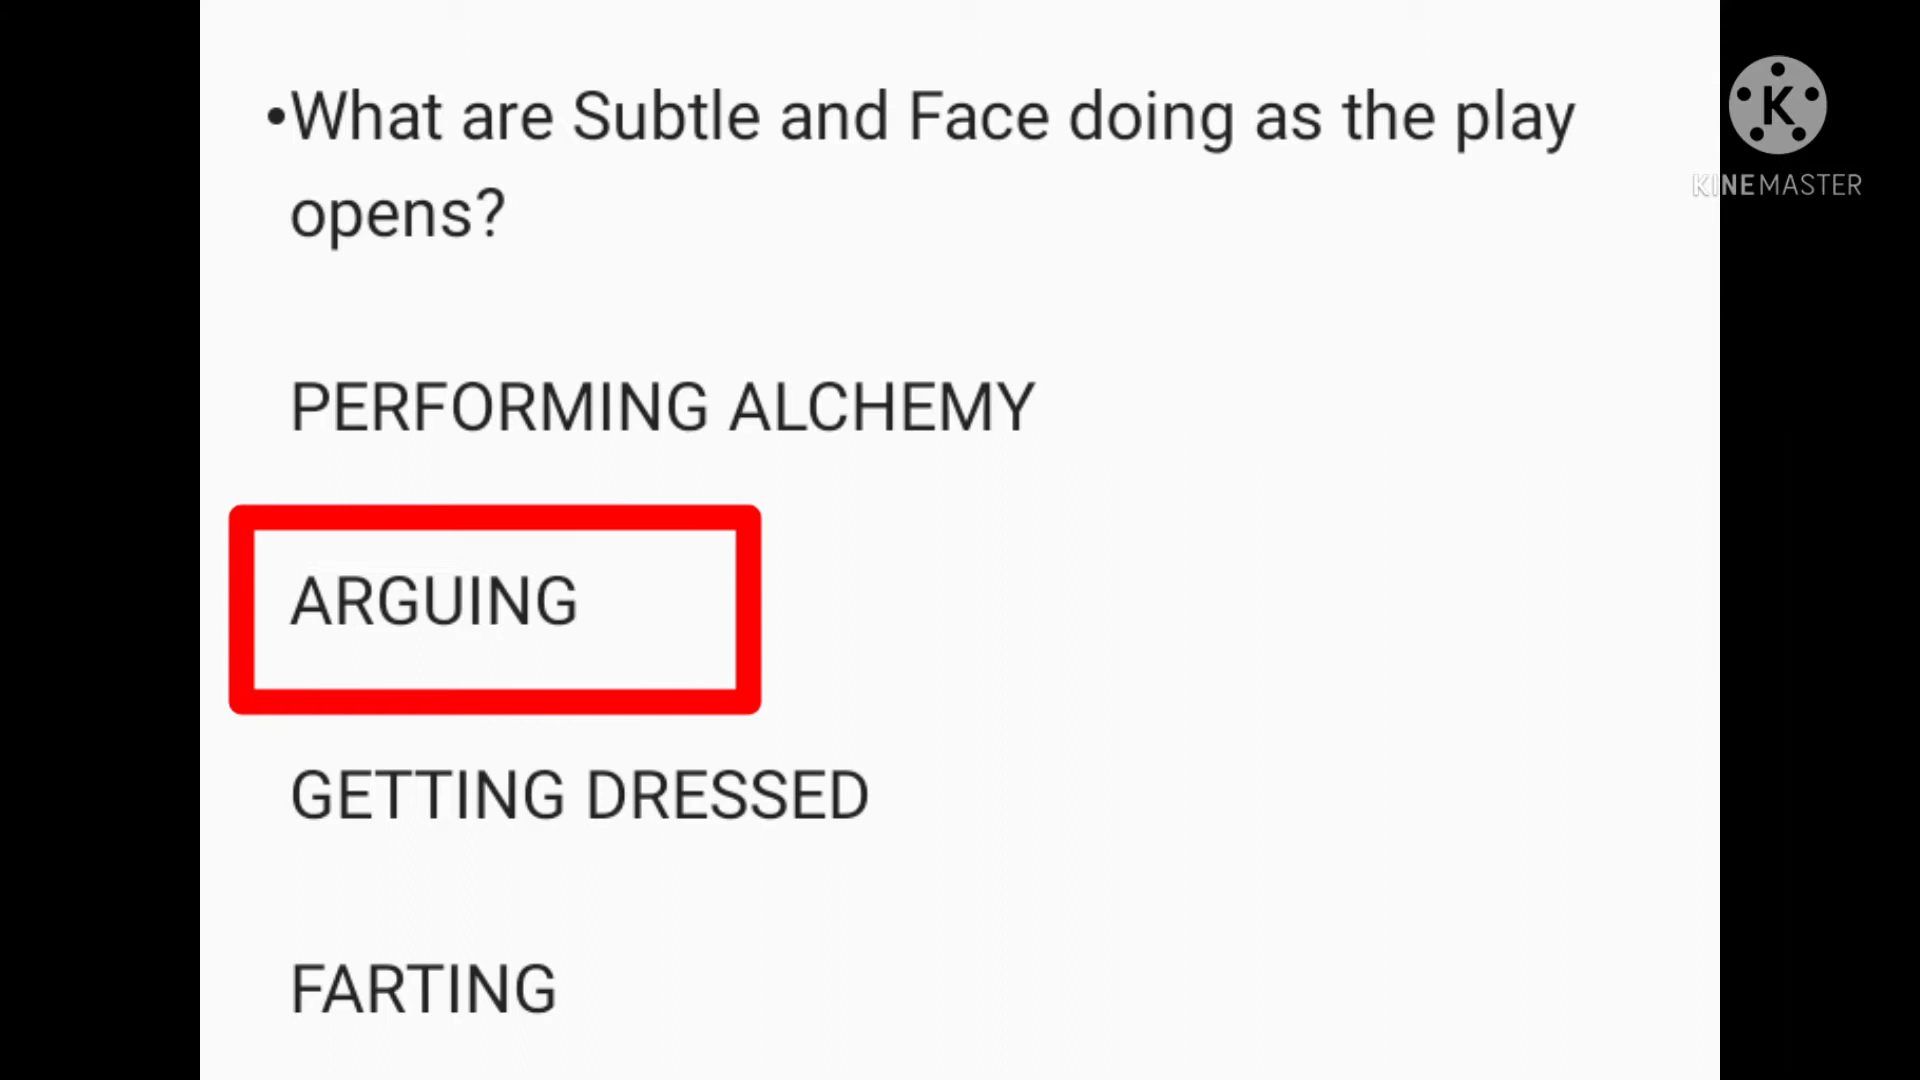 •What are Subtle and Face doing as the play
opens?
PERFORMING ALCHEMY
ARGUING
GETTING DRESSED
FARTING
K
KINEMASTER